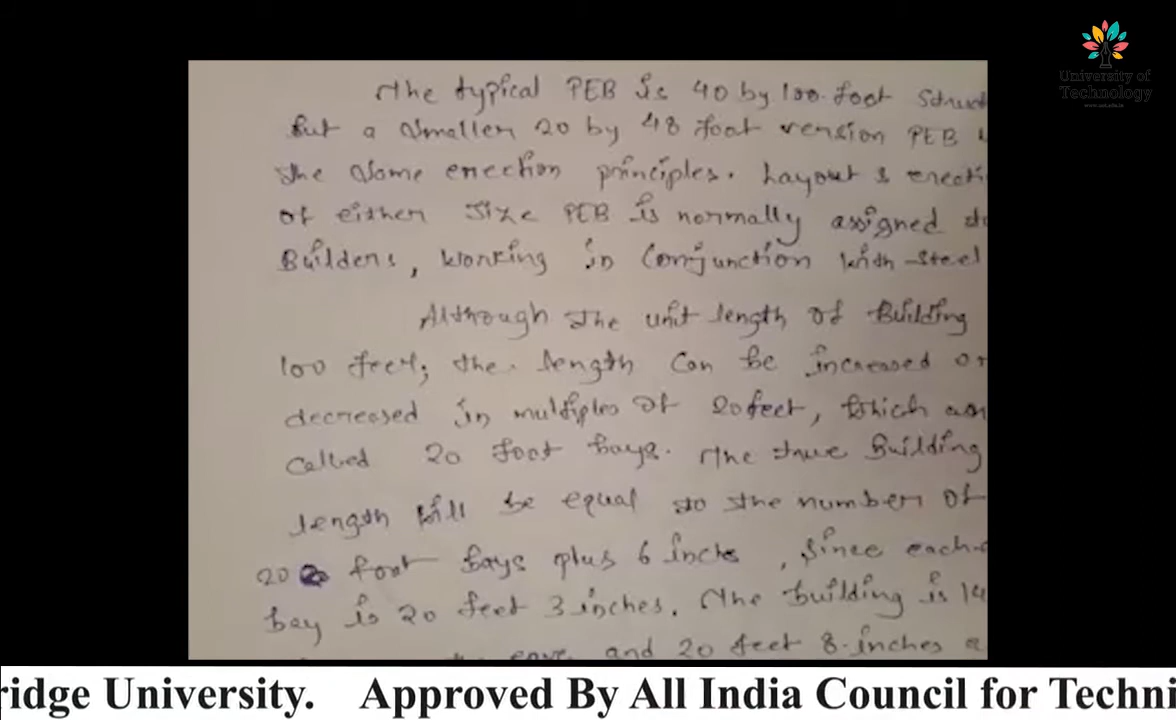 University of
Technology
The typical PEB is 40 by 100-foot
But a smaller 20 by 48 foot version PEB
the same erection principles. Layout &
of either size PEB is normally assigned
Builders, working in conjunction with steel
Although the unit length of Building
100 feet, the length can be increased or
decreased in multiples of 20 feet, which
called 20 foot bays. The true Building
length will be equal to the number of
20 foot bays plus 6 inches, since each
bay is 20 feet 3 inches. The building is 14
eave and 20 feet 8-inches
ridge University. Approved By All India Council for Techni